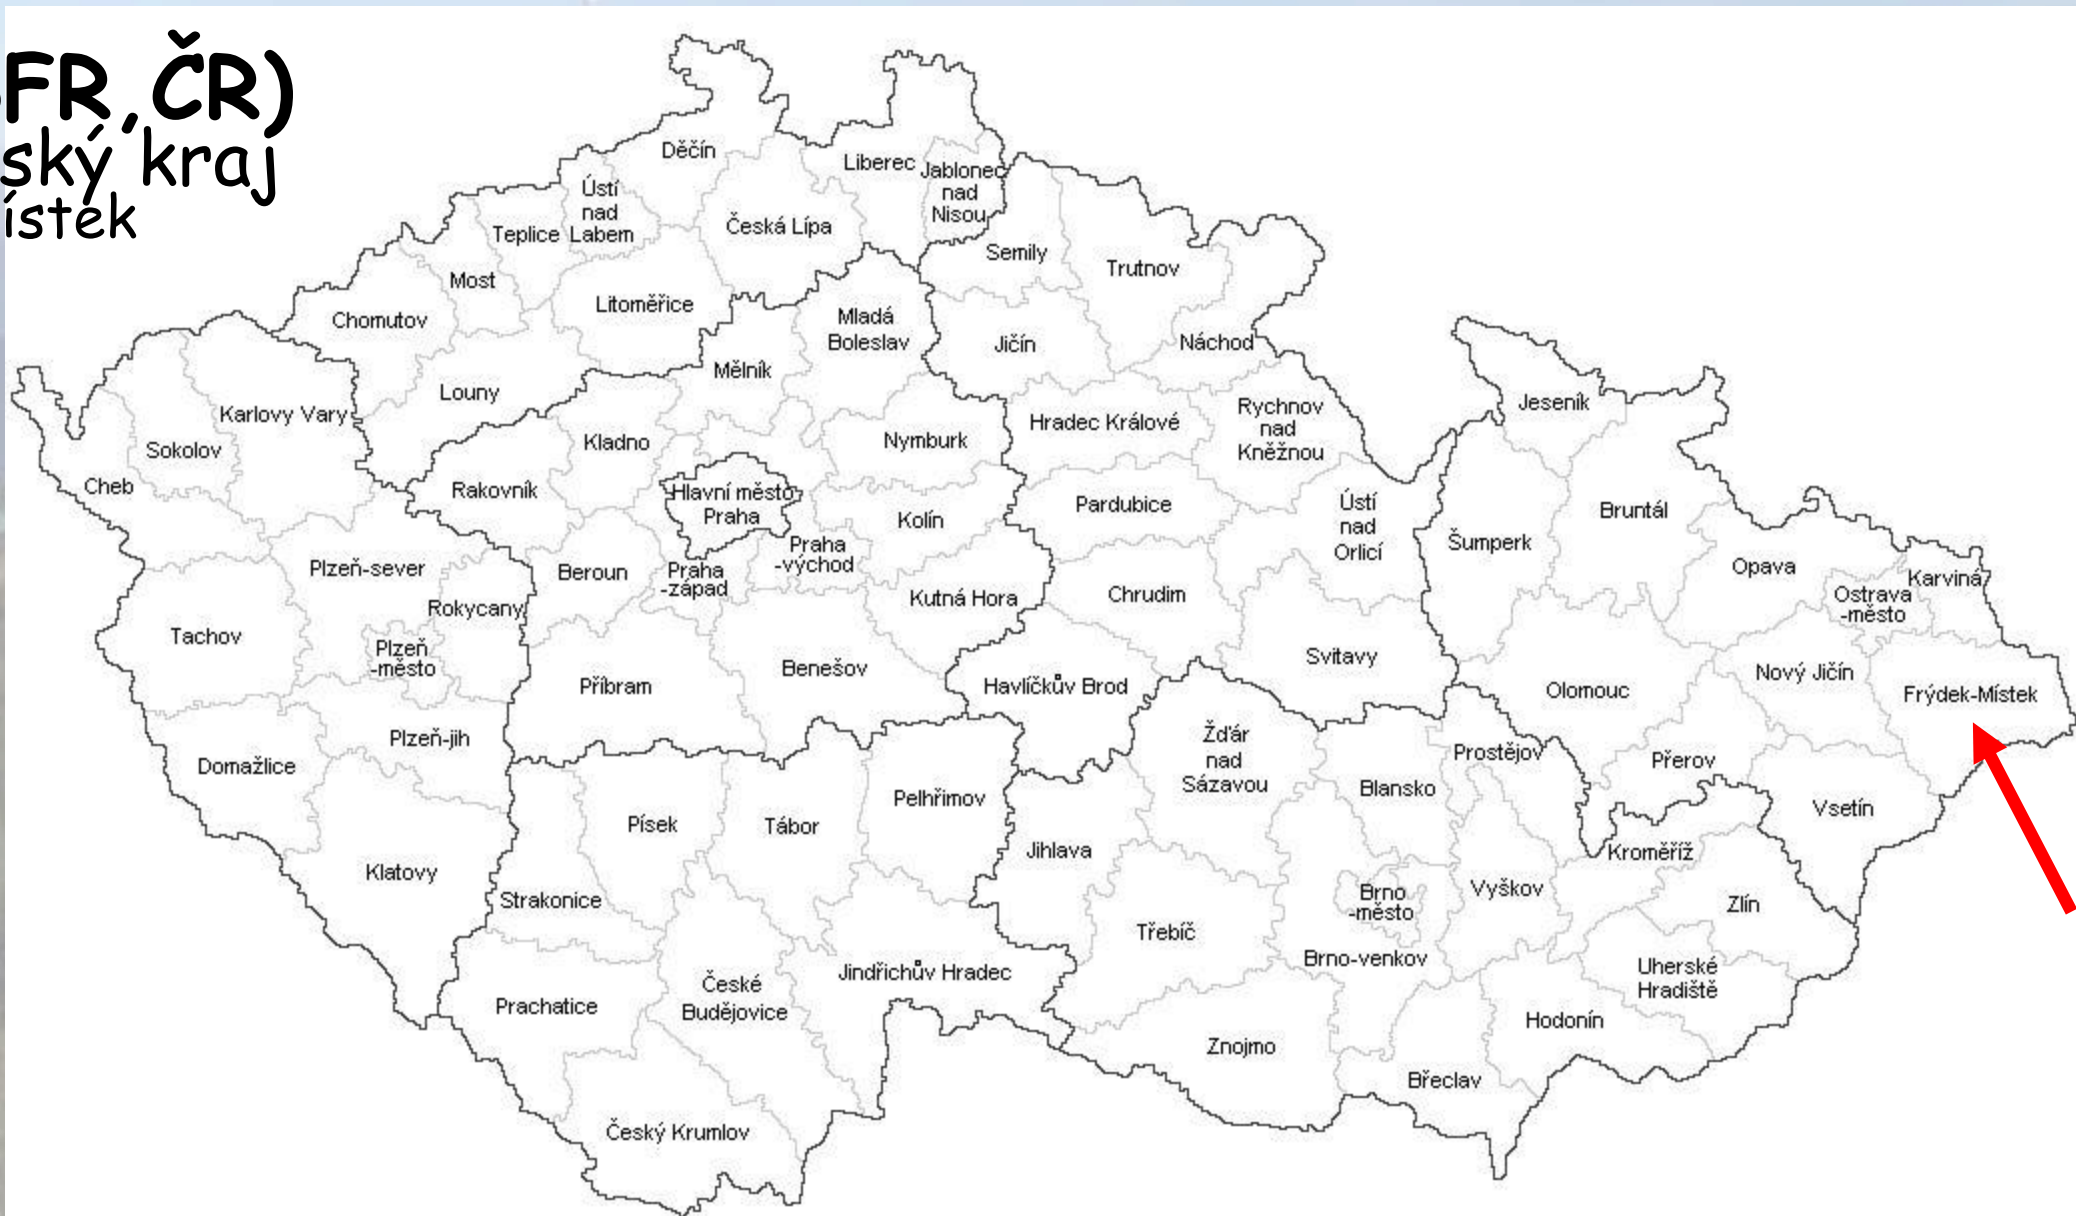 FR,ČR)
ský kraj
ístek
Děčín
Liberec
Jablonec
nad
Nisou
Ústí
nad
Labem
Teplice
Česká Lípa
Semily
Trutnov
Most
Litoměřice
Chomutov
Mladá
Boleslav
Jičín
Náchod
Mělník
Louny
Karlovy Vary
Sokolov
Cheb
Kladno
Nymburk
Hradec Králové
Rychnov
nad
Kněžnou
Jeseník
Rakovník
Hlavní město
Praha
Kolín
Pardubice
Ústí
nad
Orlicí
Šumperk
Bruntál
Plzeň-sever
Beroun
Praha
-západ
Praha
-východ
Kutná Hora
Chrudim
Opava
Karviná
Ostrava
-město
Rokycany
Tachov
Plzeň
-město
Příbram
Benešov
Havlíčkův Brod
Svitavy
Olomouc
Nový Jičín
Frýdek-Místek
Domažlice
Plzeň-jih
Žďár
nad
Sázavou
Prostějov
Přerov
Blansko
Vsetín
Pelhřimov
Písek
Tábor
Jihlava
Kroměříž
Klatovy
Strakonice
Vyškov
Brno
-město
Zlín
Třebíč
Brno-venkov
Uherské
Hradiště
Jindřichův Hradec
České
Budějovice
Prachatice
Hodonín
Znojmo
Břeclav
Český Krumlov